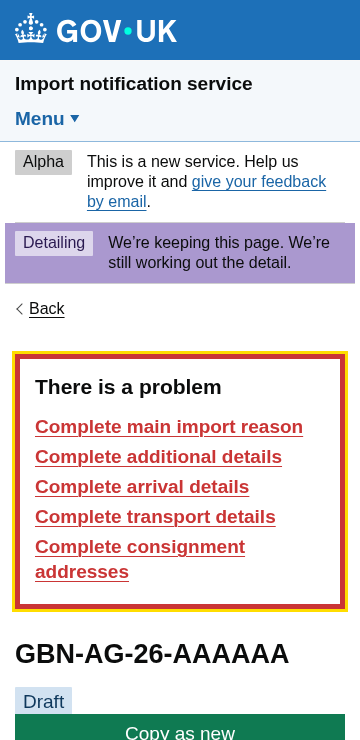 GOV•UK
Import notification service
Menu
Alpha
This is a new service. Help us
improve it and give your feedback
by email.
Detailing
We’re keeping this page. We’re
still working out the detail.
Back
There is a problem
Complete main import reason
Complete additional details
Complete arrival details
Complete transport details
Complete consignment
addresses
GBN-AG-26-AAAAAA
Draft
Copy as new